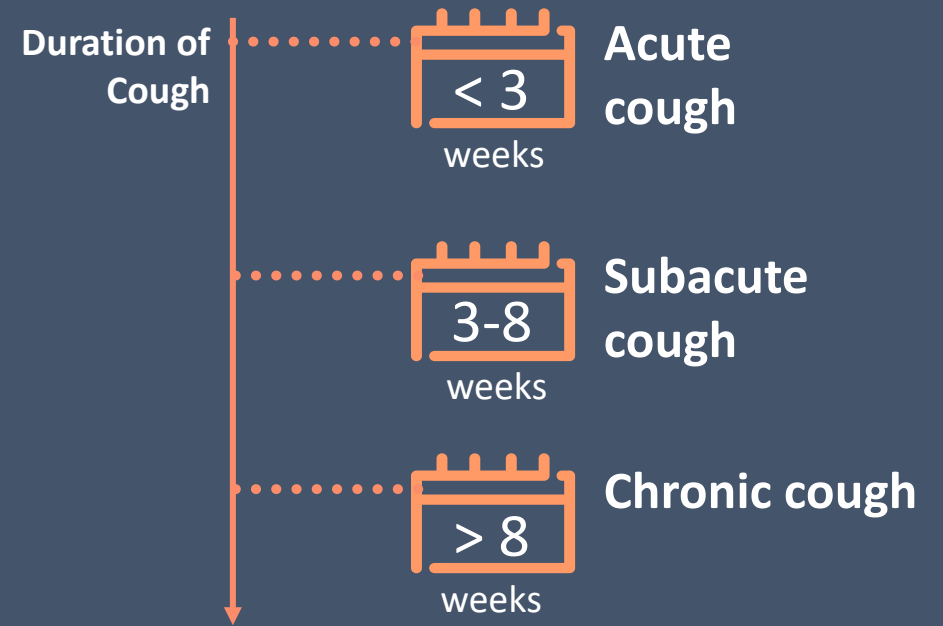 Duration of
Cough
< 3
weeks
Acute
cough
3-8
weeks
Subacute
cough
> 8
weeks
Chronic cough